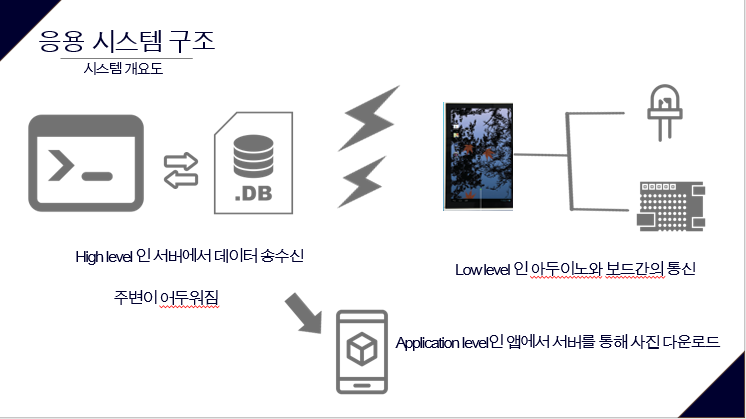 응용 시스템 구조
시스템 개요도
.DB
High level 인 서버에서 데이터 송수신
Low level 인 아두이노와 보드간의 통신
주변이 어두워짐
Application level인 앱에서 서버를 통해 사진 다운로드